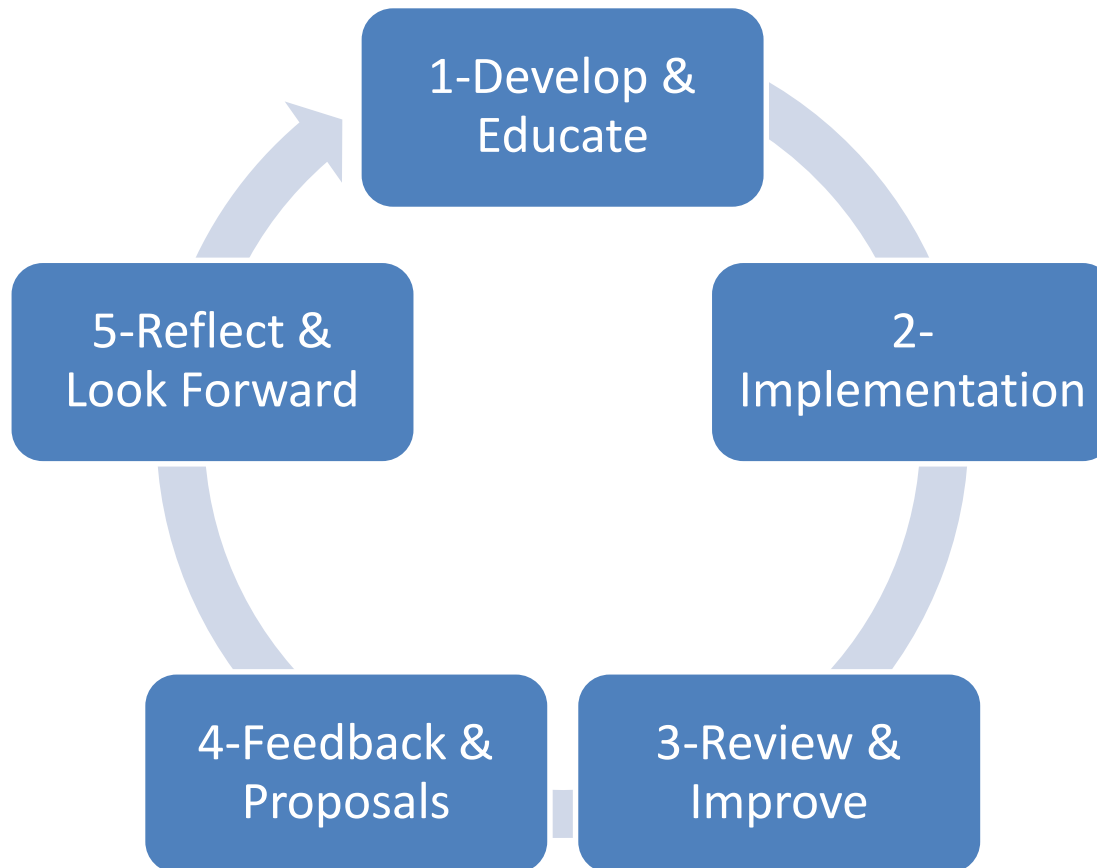 1-Develop &
Educate
2-
Implementation
3-Review &
Improve
4-Feedback &
Proposals
5-Reflect &
Look Forward